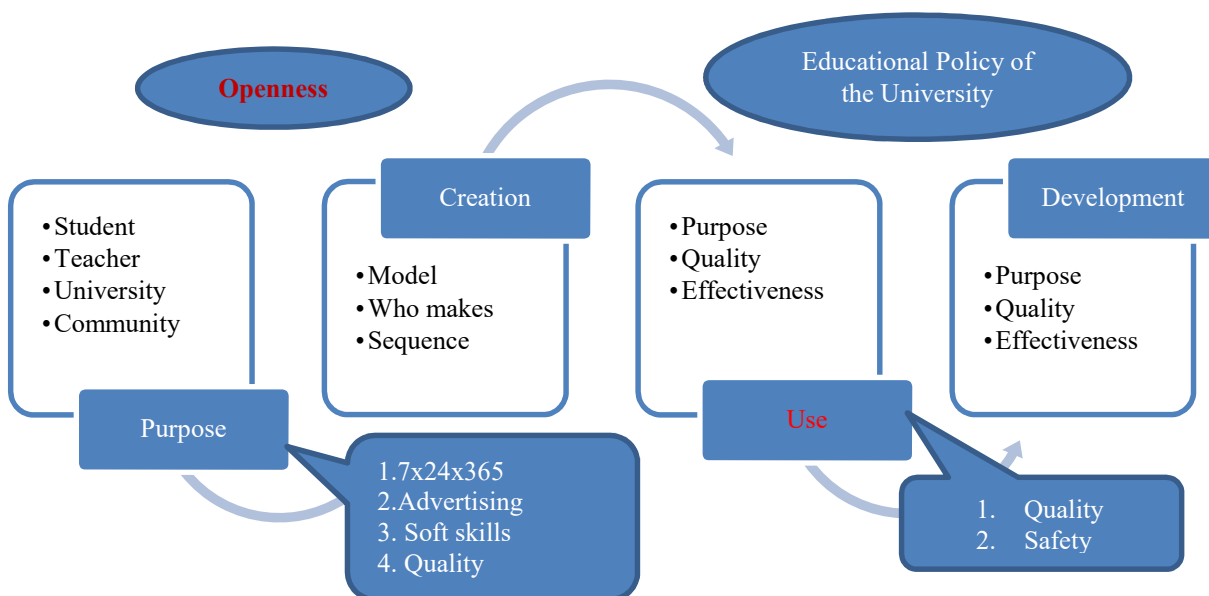 Openness
Educational Policy of
the University
• Student
• Teacher
• University
• Community
Purpose
1.7x24x365
2.Advertising
3. Soft skills
4. Quality
Creation
• Model
• Who makes
• Sequence
• Purpose
• Quality
• Effectiveness
Use
1. Quality
2. Safety
Development
• Purpose
• Quality
• Effectiveness